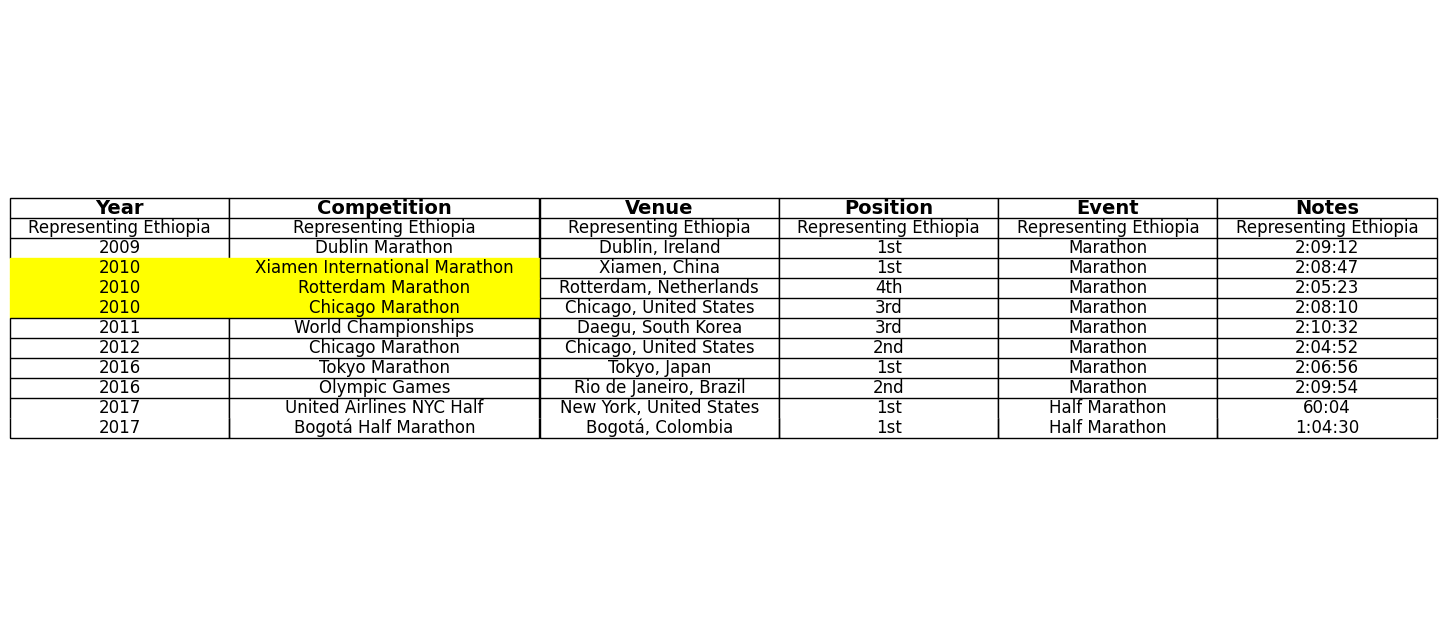 Year Competition Venue Position Event Notes
Representing Ethiopia Representing Ethiopia Representing Ethiopia Representing Ethiopia Representing Ethiopia Representing Ethiopia
2009 Dublin Marathon Dublin, Ireland 1st Marathon 2:09:12
2010 Xiamen International Marathon Xiamen, China 1st Marathon 2:08:47
2010 Rotterdam Marathon Rotterdam, Netherlands 4th Marathon 2:05:23
2010 Chicago Marathon Chicago, United States 3rd Marathon 2:08:10
2011 World Championships Daegu, South Korea 3rd Marathon 2:10:32
2012 Chicago Marathon Chicago, United States 2nd Marathon 2:04:52
2016 Tokyo Marathon Tokyo, Japan 1st Marathon 2:06:56
2016 Olympic Games Rio de Janeiro, Brazil 2nd Marathon 2:09:54
2017 United Airlines NYC Half New York, United States 1st Half Marathon 60:04
2017 Bogotá Half Marathon Bogotá, Colombia 1st Half Marathon 1:04:30